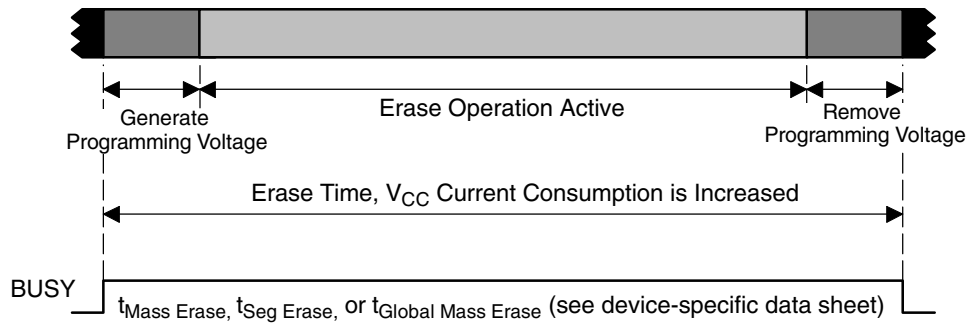 Generate
Programming Voltage
Erase Operation Active
Remove
Programming Voltage
Erase Time, VCC Current Consumption is Increased
BUSY
tMass Erase, tSeg Erase, or tGlobal Mass Erase (see device-specific data sheet)